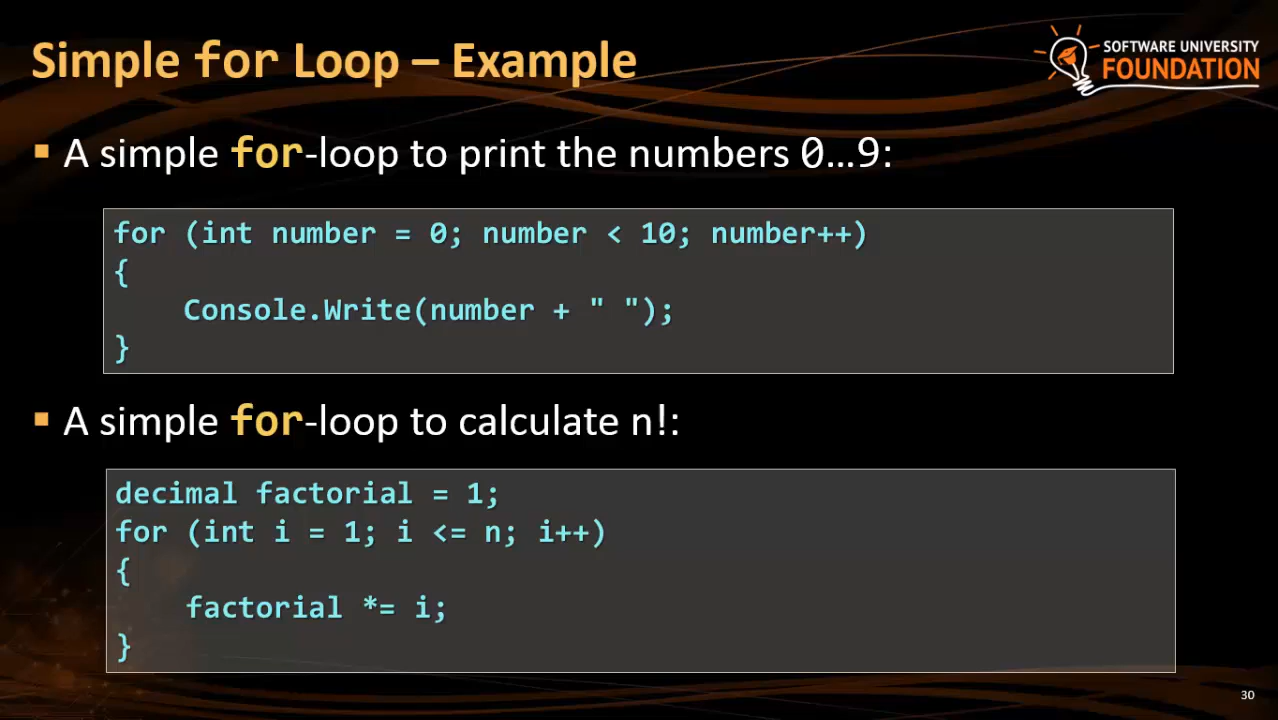 Simple for Loop – Example
SOFTWARE UNIVERSITY
FOUNDATION
A simple for-loop to print the numbers 0…9:
for (int number = 0; number < 10; number++)
{
    Console.Write(number + " ");
}
A simple for-loop to calculate n!:
decimal factorial = 1;
for (int i = 1; i <= n; i++)
{
    factorial *= i;
}
30